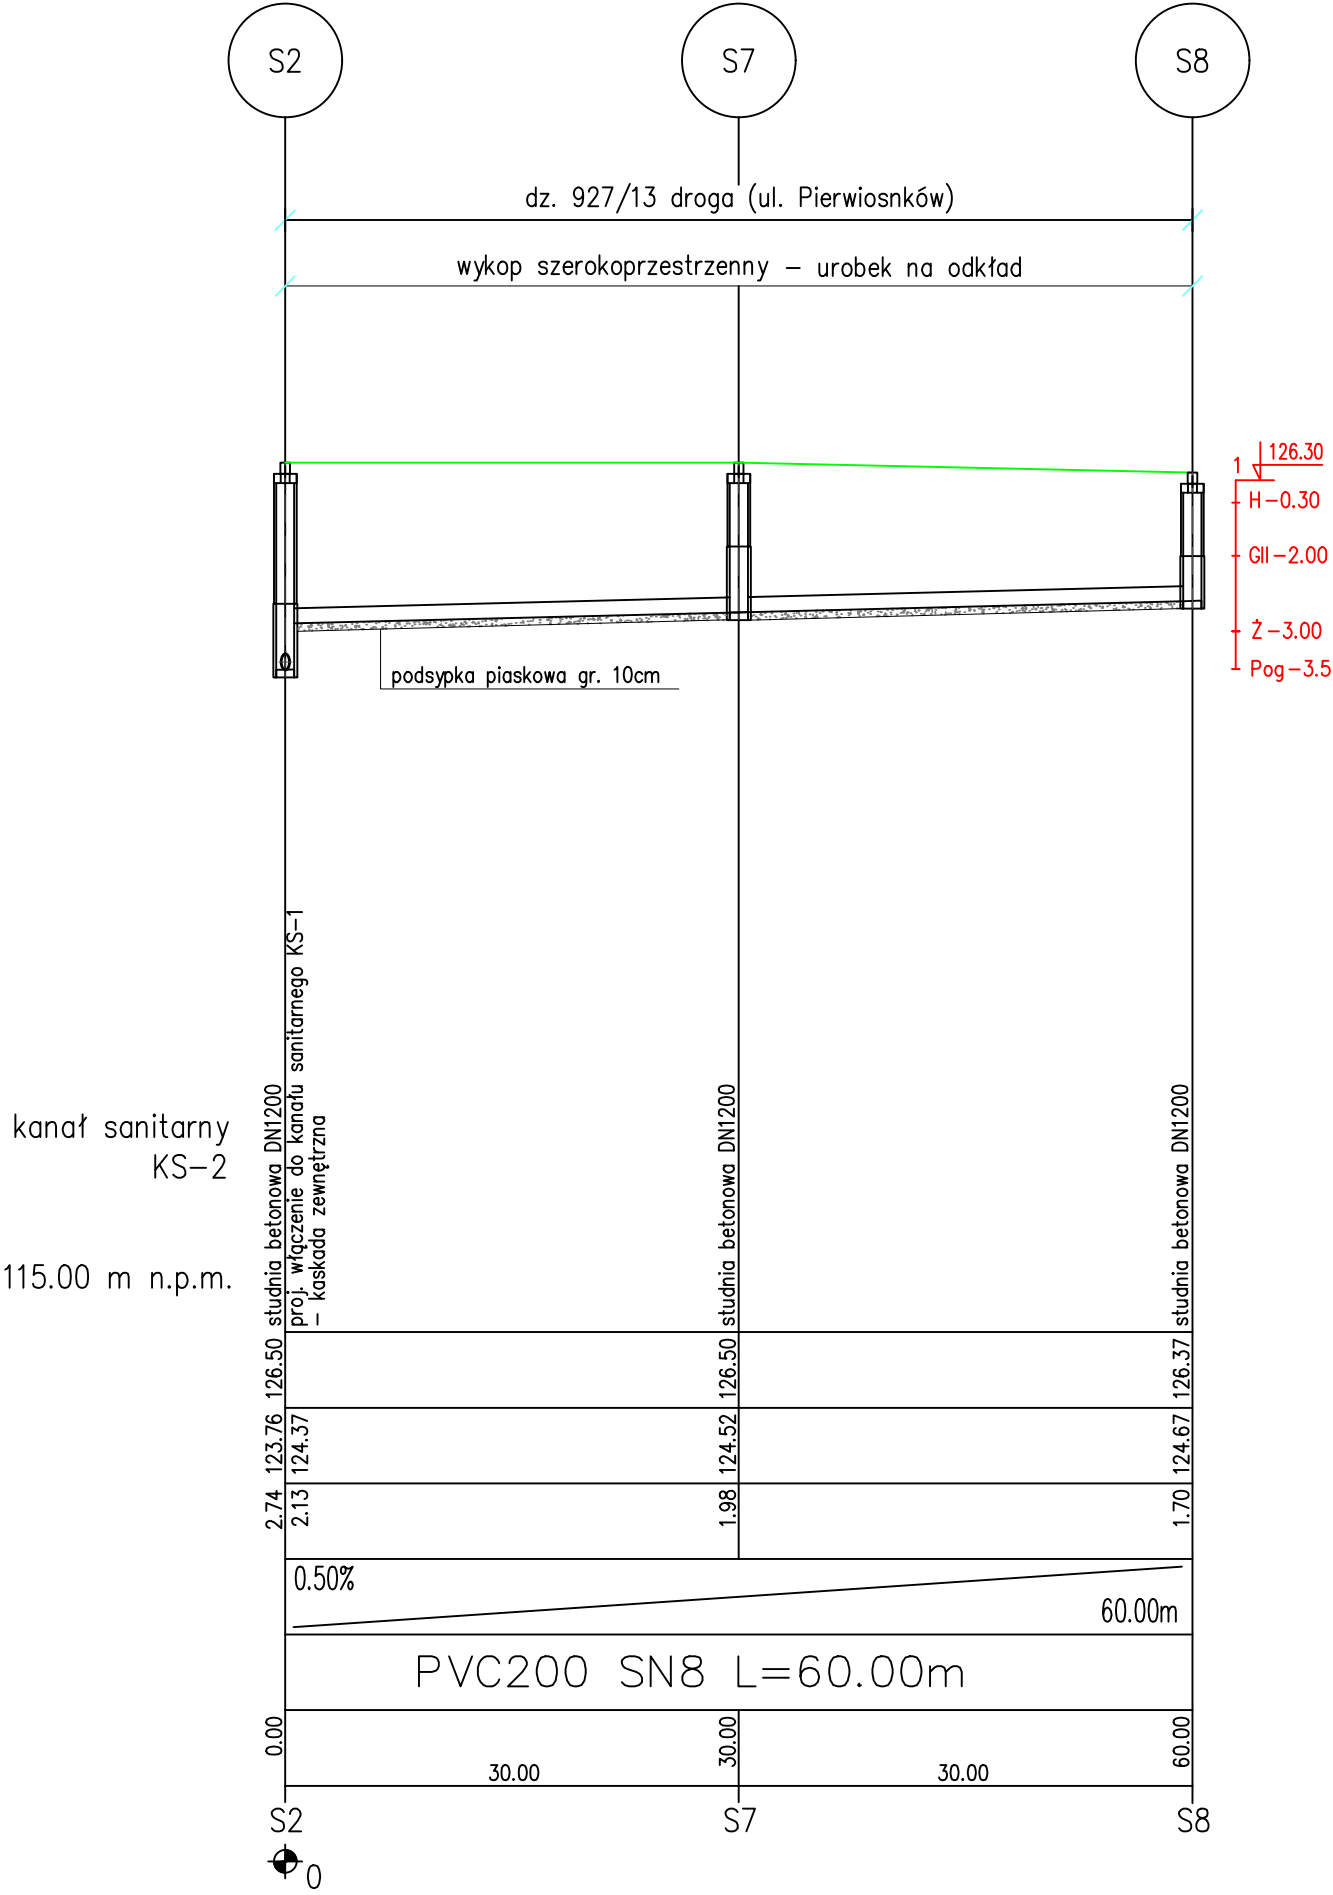 S2
S7
S8
dz. 927/13 droga (ul. Pierwiosnków)
wykop szerokoprzestrzenny – urobek na odkład
1
126.30
H–0.30
GII–2.00
Ż–3.00
Pog–3.5
podsypka piaskowa gr. 10cm
kanał sanitarny
KS–2
115.00 m n.p.m.
studnia betonowa DN1200
proj. włączenie do kanału sanitarnego KS–1
– kaskada zewnętrzna
studnia betonowa DN1200
studnia betonowa DN1200
126.50
126.50
126.37
123.76
124.37
124.52
124.67
2.74
2.13
1.98
1.70
0.50%
60.00m
PVC200 SN8 L=60.00m
0.00
30.00
60.00
30.00
30.00
S2
S7
S8
0